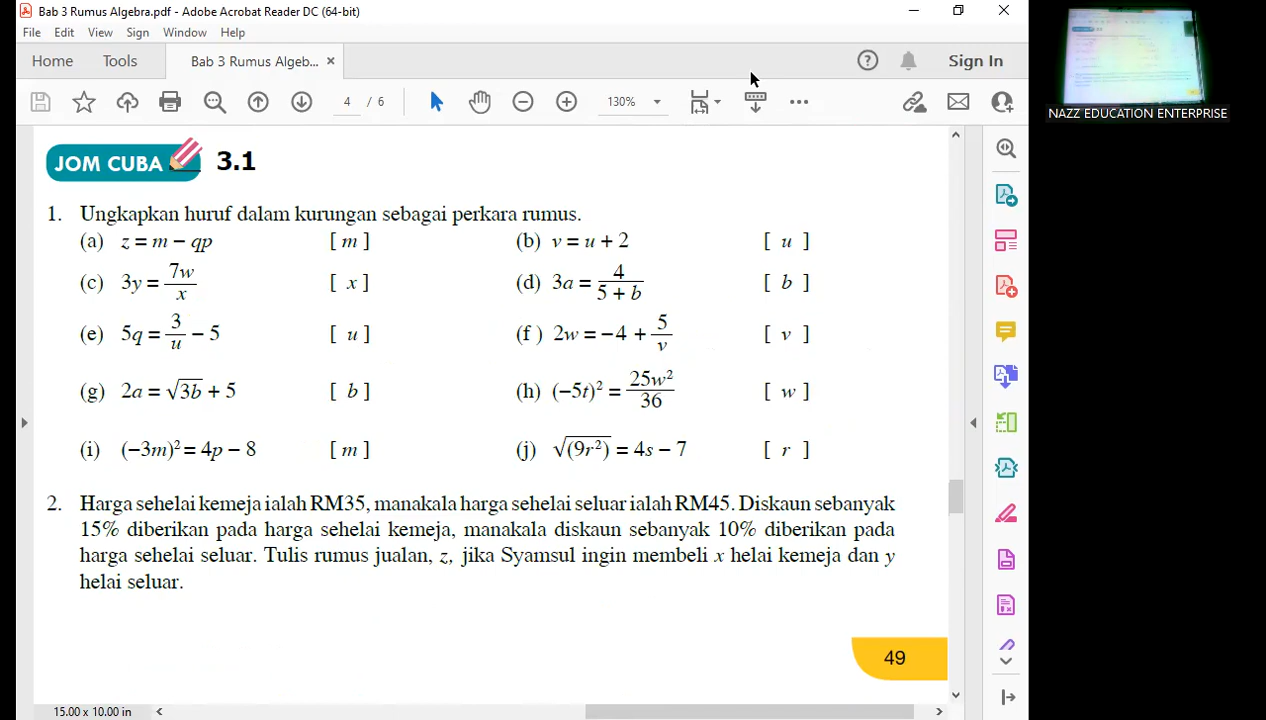 Bab 3 Rumus Algebra.pdf - Adobe Acrobat Reader DC (64-bit)
File Edit View Sign Window Help
Home Tools Bab 3 Rumus Algeb... × Sign In
4 / 6 130%
NAZZ EDUCATION ENTERPRISE
JOM CUBA 3.1
1. Ungkapkan huruf dalam kurungan sebagai perkara rumus.
(a) z = m − qp [ m ] (b) v = u + 2 [ u ]
(c) 3y = 7w/x [ x ] (d) 3a = 4/(5 + b) [ b ]
(e) 5q = 3/u − 5 [ u ] (f ) 2w = −4 + 5/v [ v ]
(g) 2a = √3b + 5 [ b ] (h) (−5t)² = 25w²/36 [ w ]
(i) (−3m)² = 4p − 8 [ m ] (j) √(9r²) = 4s − 7 [ r ]
2. Harga sehelai kemeja ialah RM35, manakala harga sehelai seluar ialah RM45. Diskaun sebanyak
15% diberikan pada harga sehelai kemeja, manakala diskaun sebanyak 10% diberikan pada
harga sehelai seluar. Tulis rumus jualan, z, jika Syamsul ingin membeli x helai kemeja dan y
helai seluar.
49
15.00 x 10.00 in